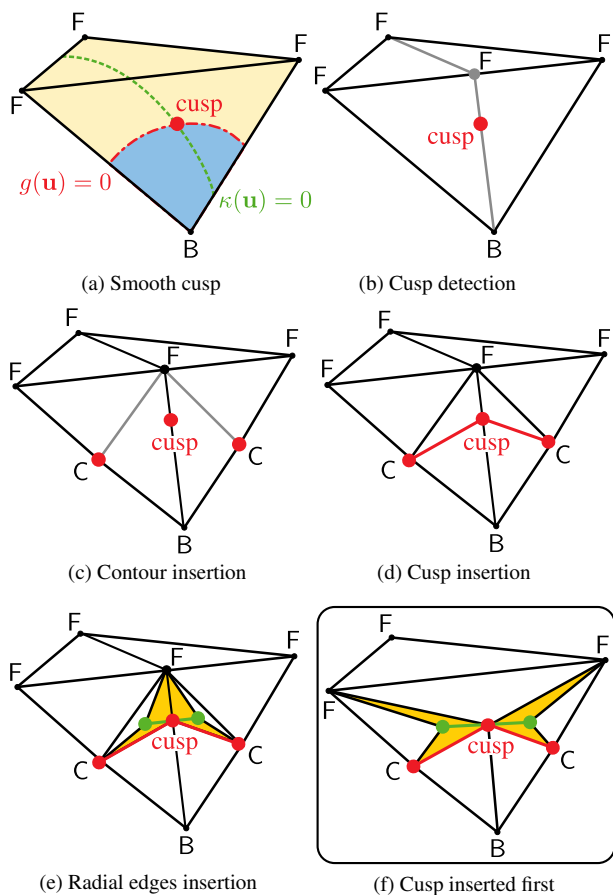 F
F
F
cusp
g(u) = 0
κ(u) = 0
B
(a) Smooth cusp
F
F
F
F
cusp
B
(b) Cusp detection
F
F
F
F
cusp
C
C
B
(c) Contour insertion
F
F
F
F
cusp
C
C
B
(d) Cusp insertion
F
F
F
F
cusp
C
C
B
(e) Radial edges insertion
F
F
F
cusp
C
C
B
(f) Cusp inserted first